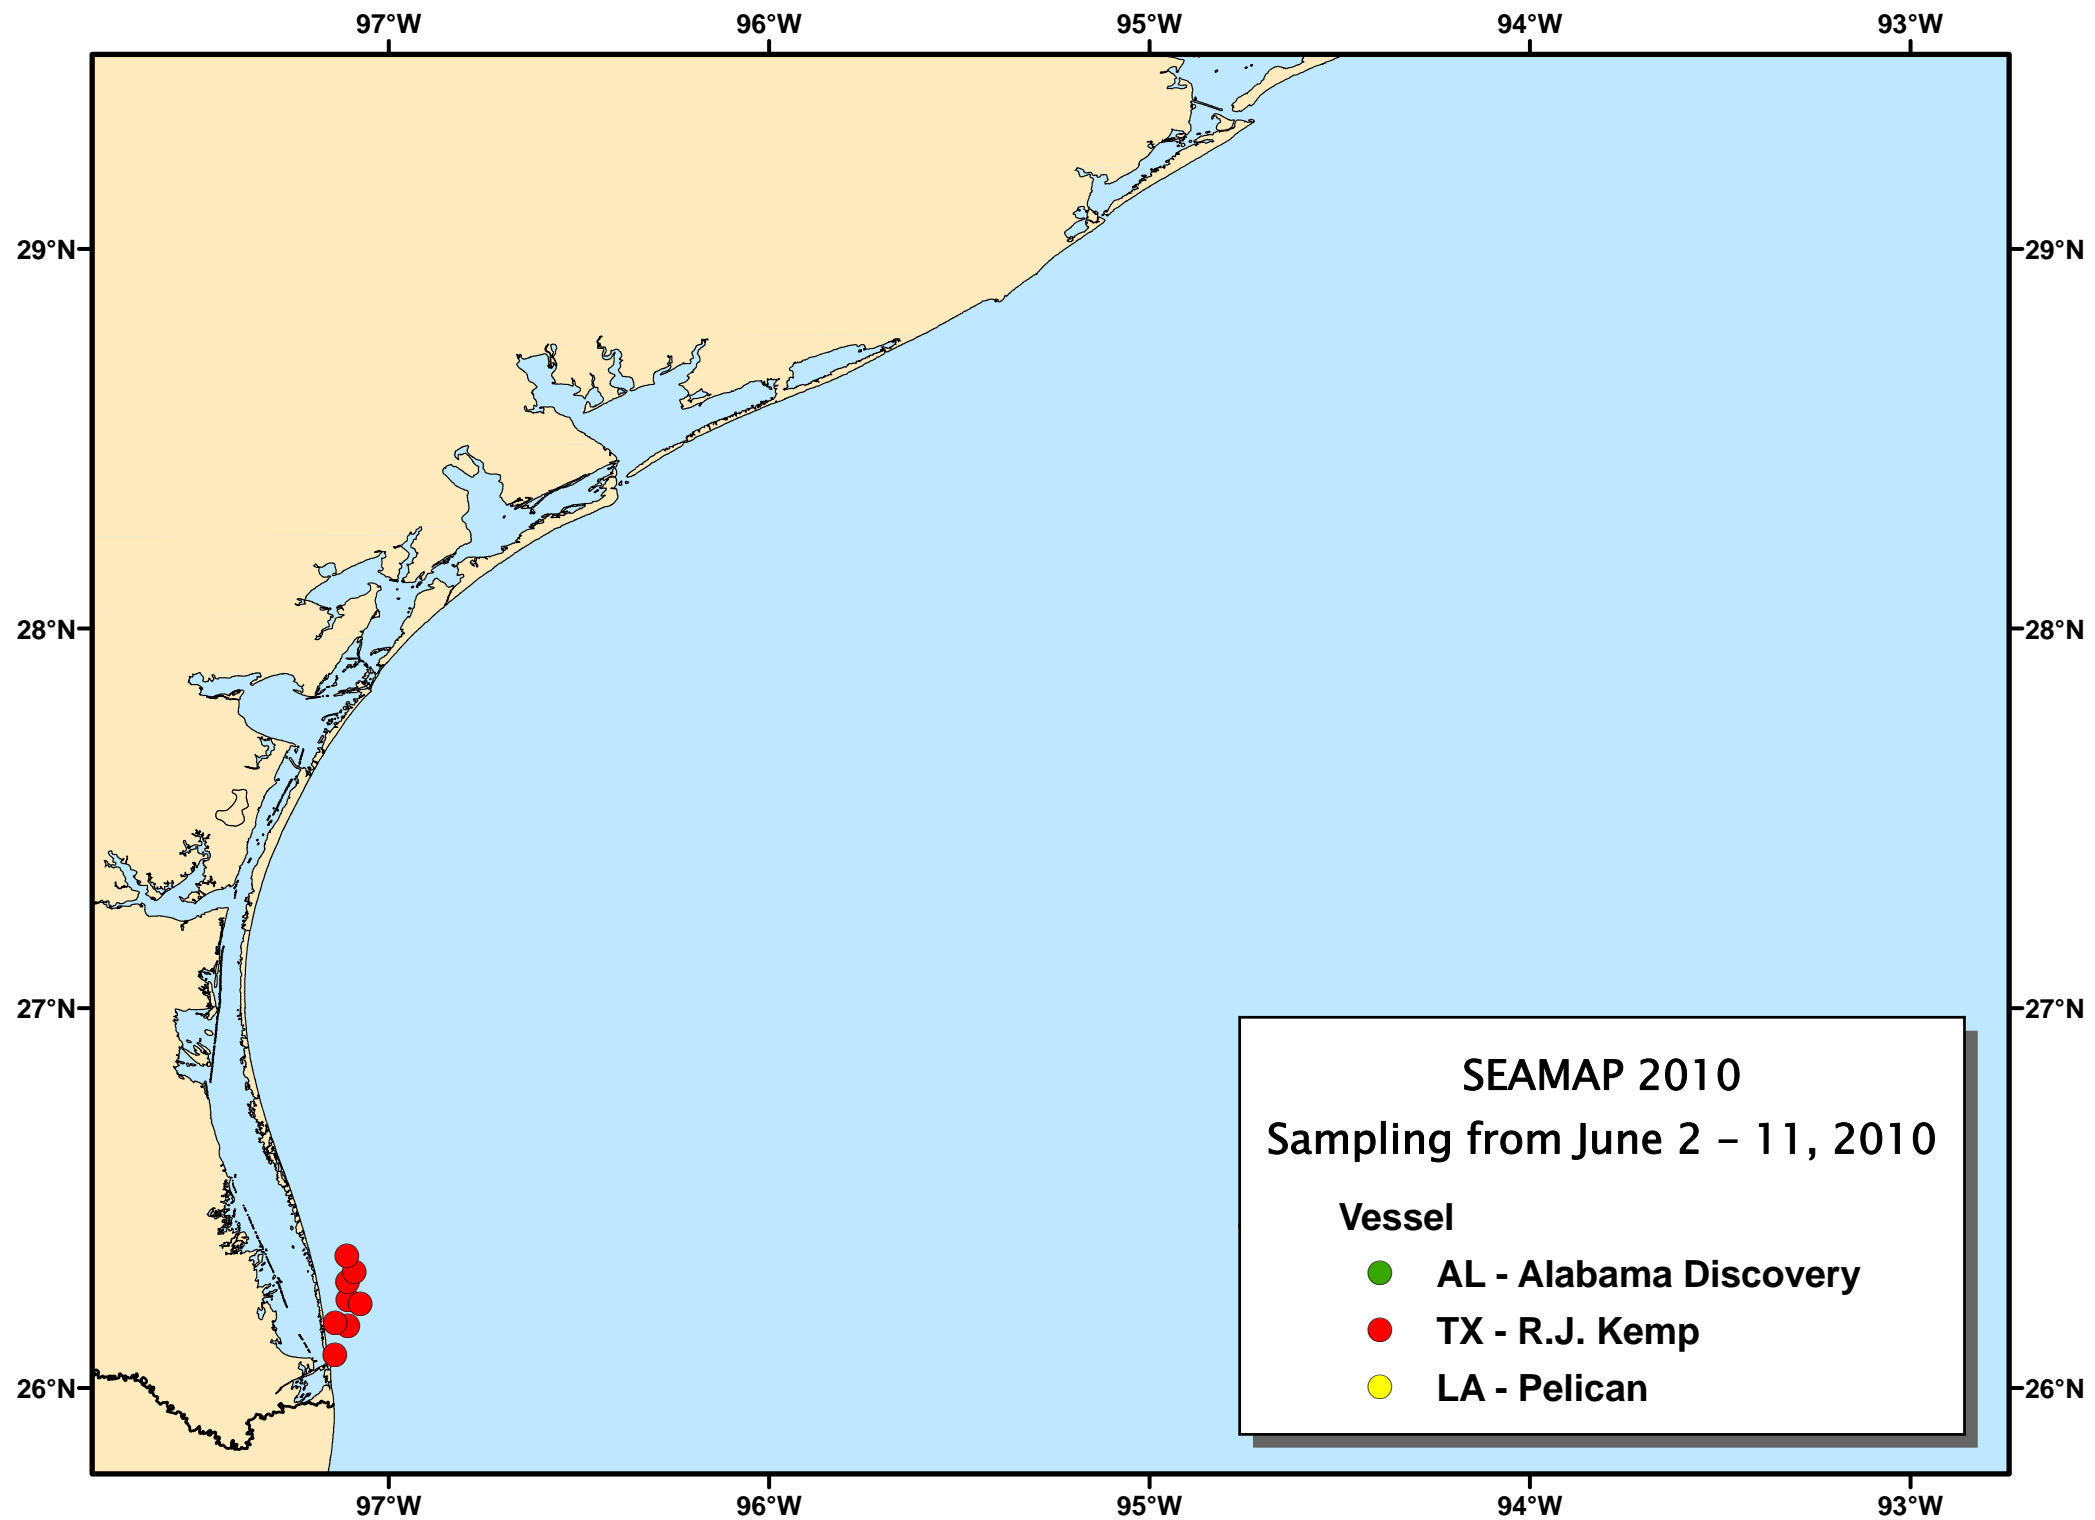 97°W 96°W 95°W 94°W 93°W
29°N 29°N
28°N 28°N
27°N 27°N
SEAMAP 2010
Sampling from June 2 – 11, 2010
Vessel
AL - Alabama Discovery
TX - R.J. Kemp
LA - Pelican
26°N 26°N
97°W 96°W 95°W 94°W 93°W